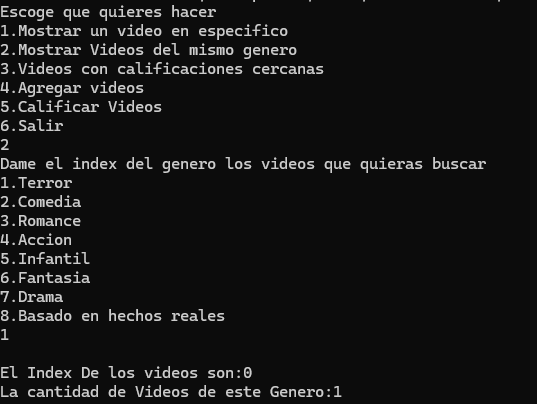 Escoge que quieres hacer
1.Mostrar un video en especifico
2.Mostrar Videos del mismo genero
3.Videos con calificaciones cercanas
4.Agregar videos
5.Calificar Videos
6.Salir
2
Dame el index del genero los videos que quieras buscar
1.Terror
2.Comedia
3.Romance
4.Accion
5.Infantil
6.Fantasia
7.Drama
8.Basado en hechos reales
1
El Index De los videos son:0
La cantidad de Videos de este Genero:1